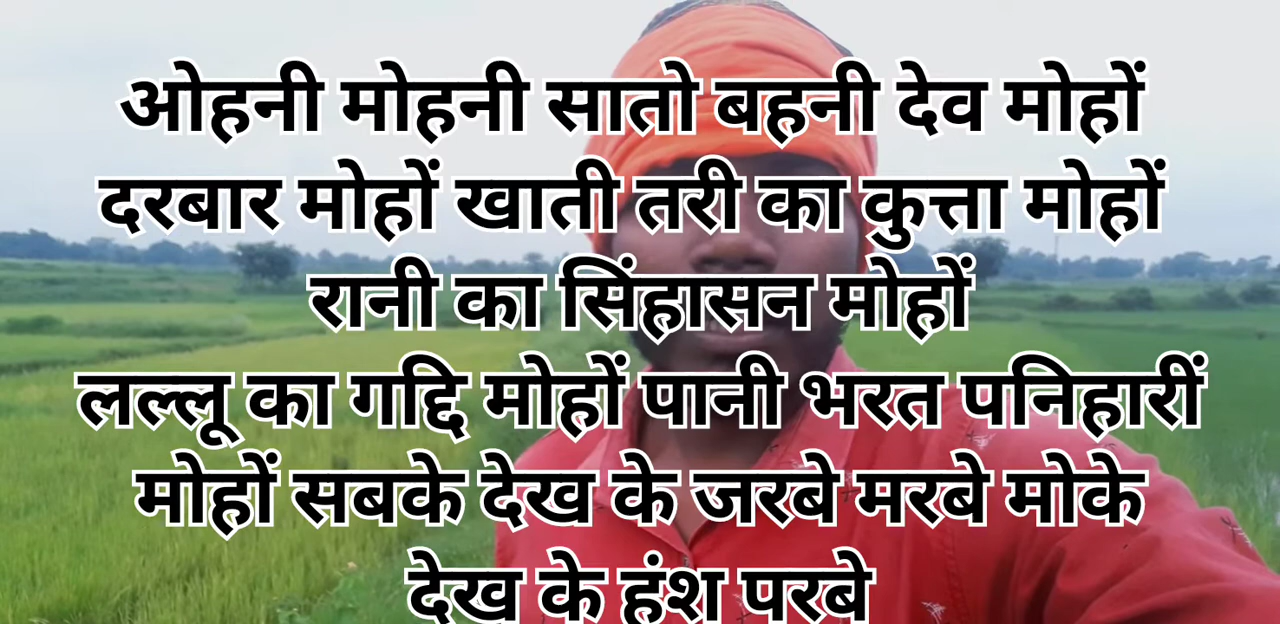 ओहनी मोहनी सातो बहनी देव मोहों
दरबार मोहों खाती तरी का कुत्ता मोहों
रानी का सिंहासन मोहों
लल्लू का गद्दि मोहों पानी भरत पनिहारीं
मोहों सबके देख के जरबे मरबे मोके
देख के हंश परबे